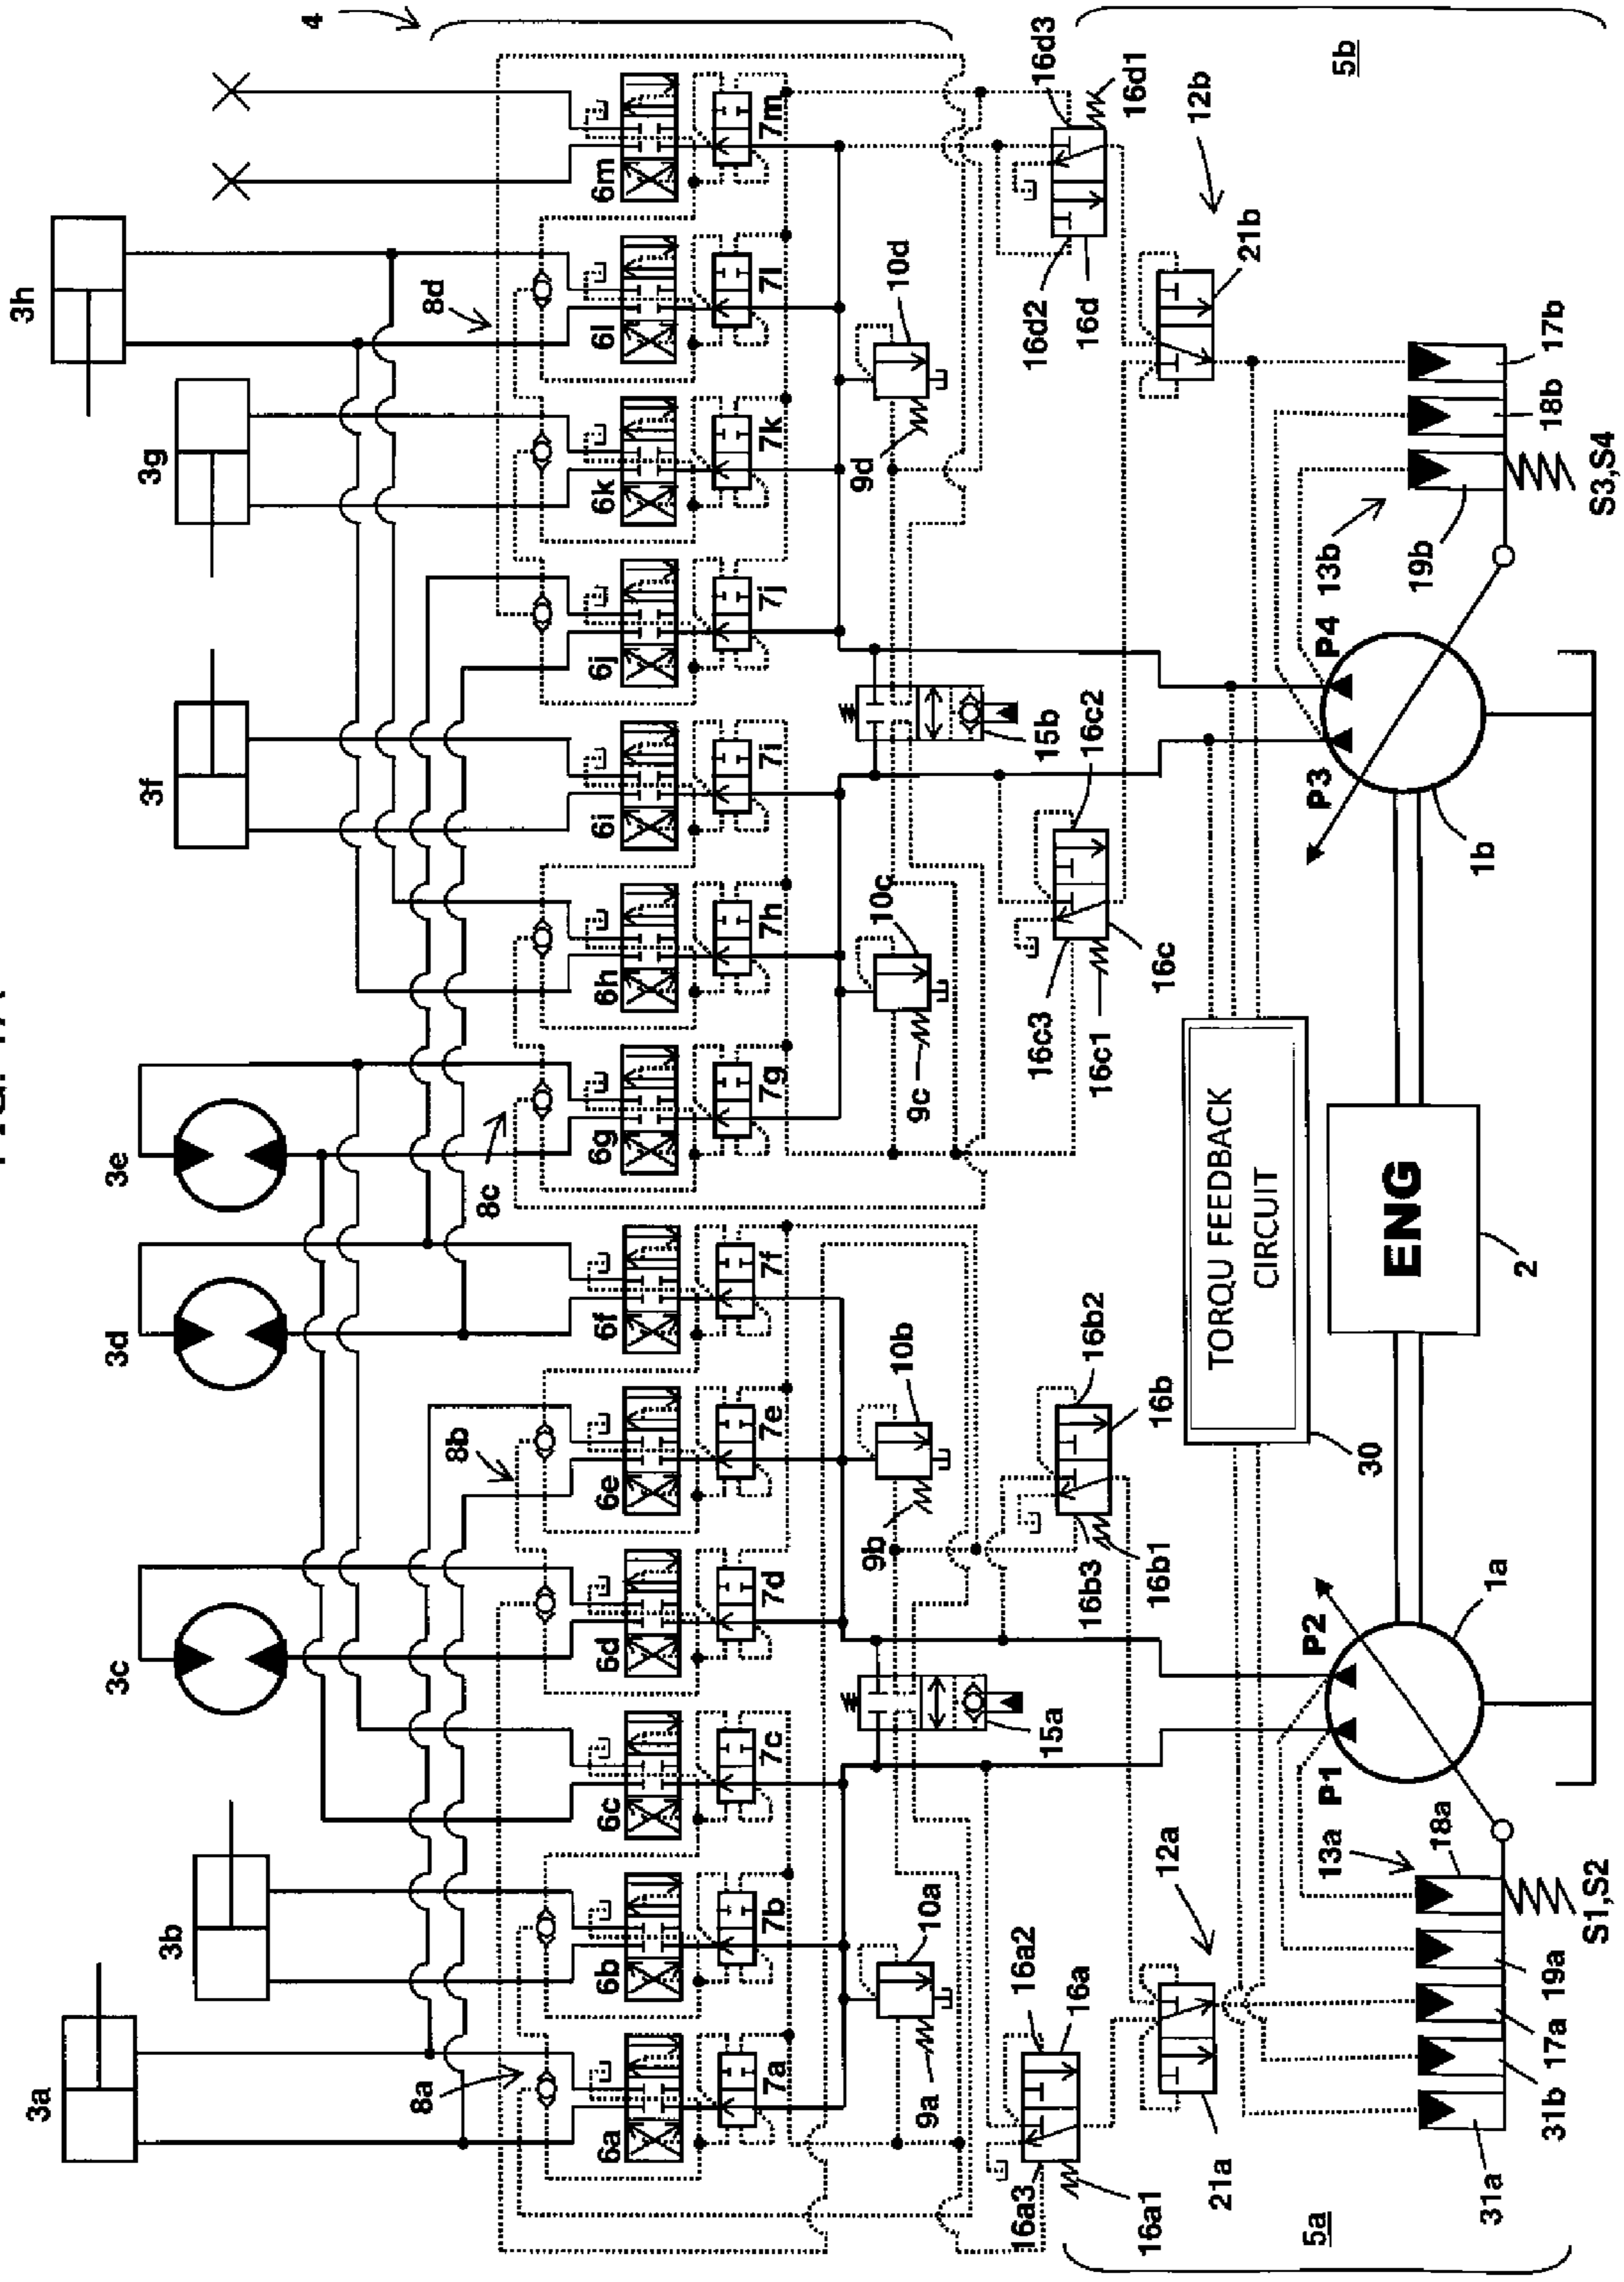 4
3a
3b
3c
3d
3e
3f
3g
3h
8a
8b
8c
8d
6a
6b
6c
6d
6e
6f
6g
6h
6i
6j
6k
6l
6m
7a
7b
7c
7d
7e
7f
7g
7h
7i
7j
7k
7l
7m
9a
10a
9b
10b
9c
10c
9d
10d
15a
15b
16a3
16a1
16a2
16a
16b3
16b1
16b2
16b
16c3
16c1
16c2
16c
16d2
16d
16d3
16d1
12a
12b
21a
21b
5a
5b
TORQU FEEDBACK
CIRCUIT
30
ENG
2
P1
P2
P3
P4
1a
1b
13a
13b
31a
31b
17a
19a
18a
S1,S2
19b
18b
17b
S3,S4